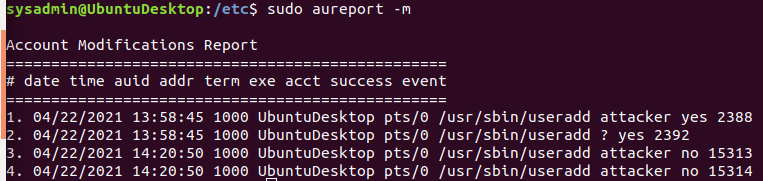 sysadmin@UbuntuDesktop:/etc$ sudo aureport -m
Account Modifications Report
=================================================
# date time auid addr term exe acct success event
=================================================
1. 04/22/2021 13:58:45 1000 UbuntuDesktop pts/0 /usr/sbin/useradd attacker yes 2388
2. 04/22/2021 13:58:45 1000 UbuntuDesktop pts/0 /usr/sbin/useradd ? yes 2392
3. 04/22/2021 14:20:50 1000 UbuntuDesktop pts/0 /usr/sbin/useradd attacker no 15313
4. 04/22/2021 14:20:50 1000 UbuntuDesktop pts/0 /usr/sbin/useradd attacker no 15314